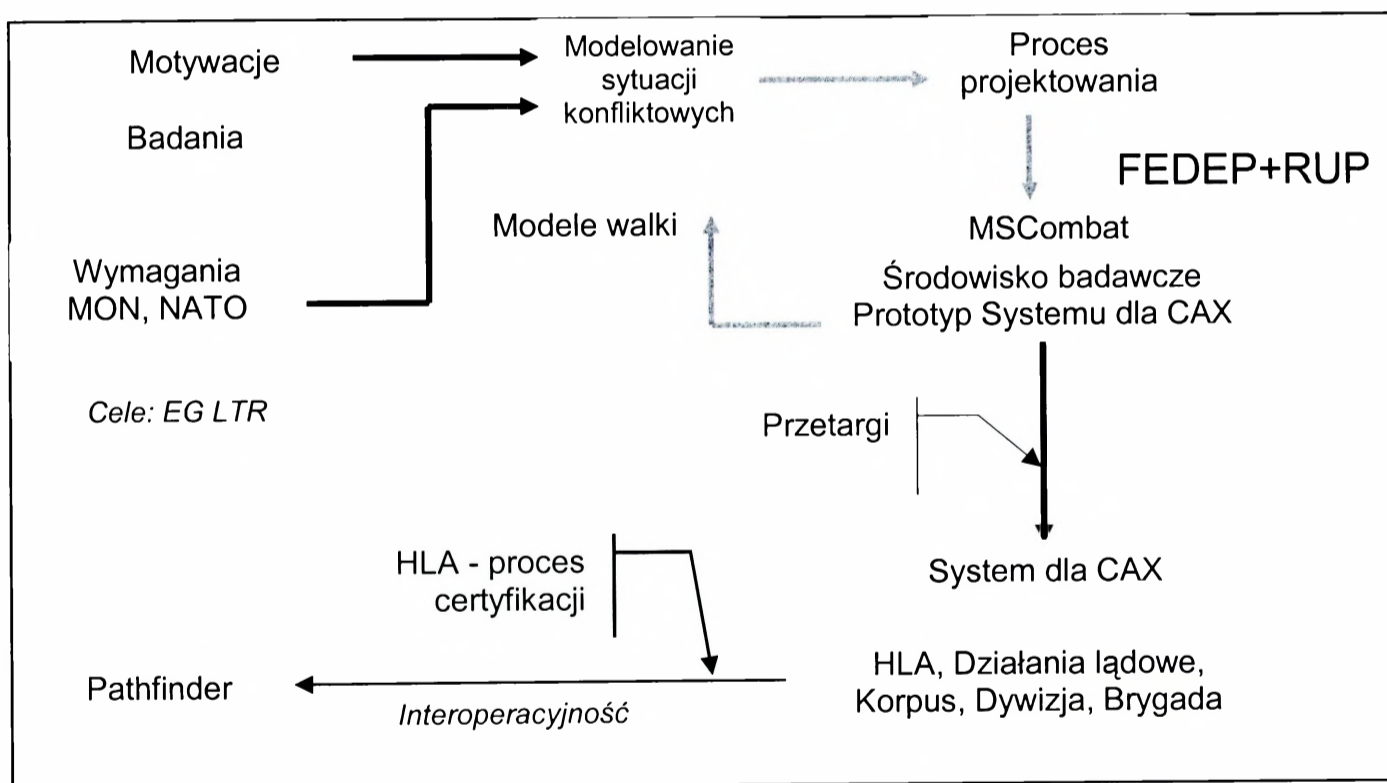 Motywacje
Badania
Wymagania
MON, NATO
Cele: EG LTR
Modelowanie
sytuacji
konfliktowych
Proces
projektowania
FEDEP+RUP
Modele walki
MSCombat
Środowisko badawcze
Prototyp Systemu dla CAX
Przetargi
HLA - proces
certyfikacji
System dla CAX
HLA, Działania lądowe,
Korpus, Dywizja, Brygada
Pathfinder
Interoperacyjność